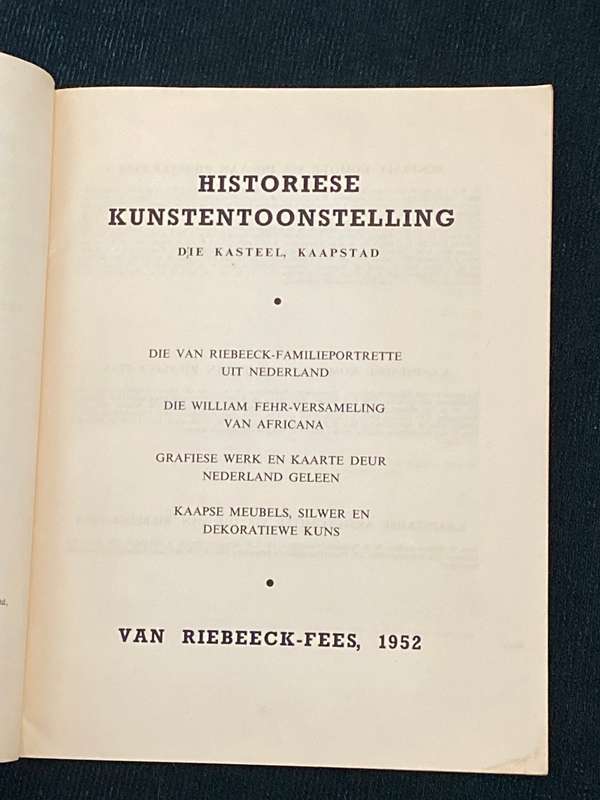 HISTORIESE
KUNSTENTOONSTELLING
DIE KASTEEL, KAAPSTAD
•
DIE VAN RIEBEECK-FAMILIEPORTRETTE
UIT NEDERLAND
DIE WILLIAM FEHR-VERSAMELING
VAN AFRICANA
GRAFIESE WERK EN KAARTE DEUR
NEDERLAND GELEEN
KAAPSE MEUBELS, SILWER EN
DEKORATIEWE KUNS
•
VAN RIEBEECK-FEES, 1952